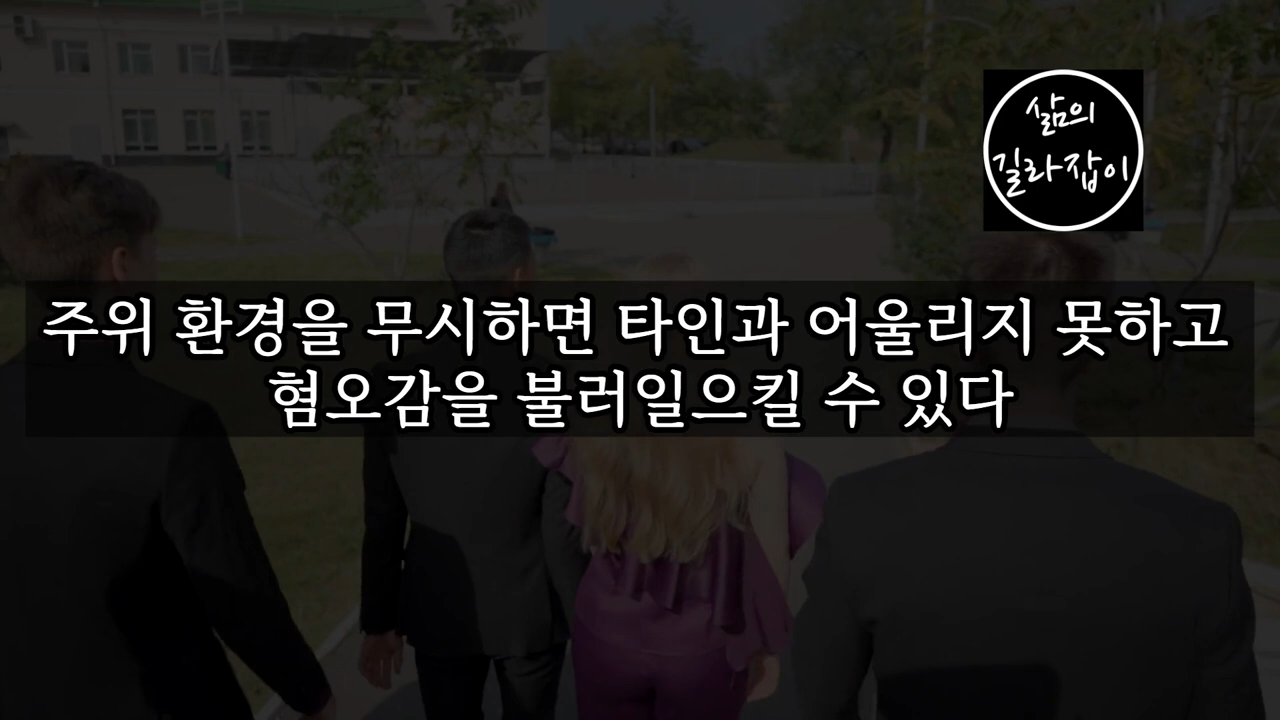 삶의
길라잡이
주위 환경을 무시하면 타인과 어울리지 못하고
혐오감을 불러일으킬 수 있다